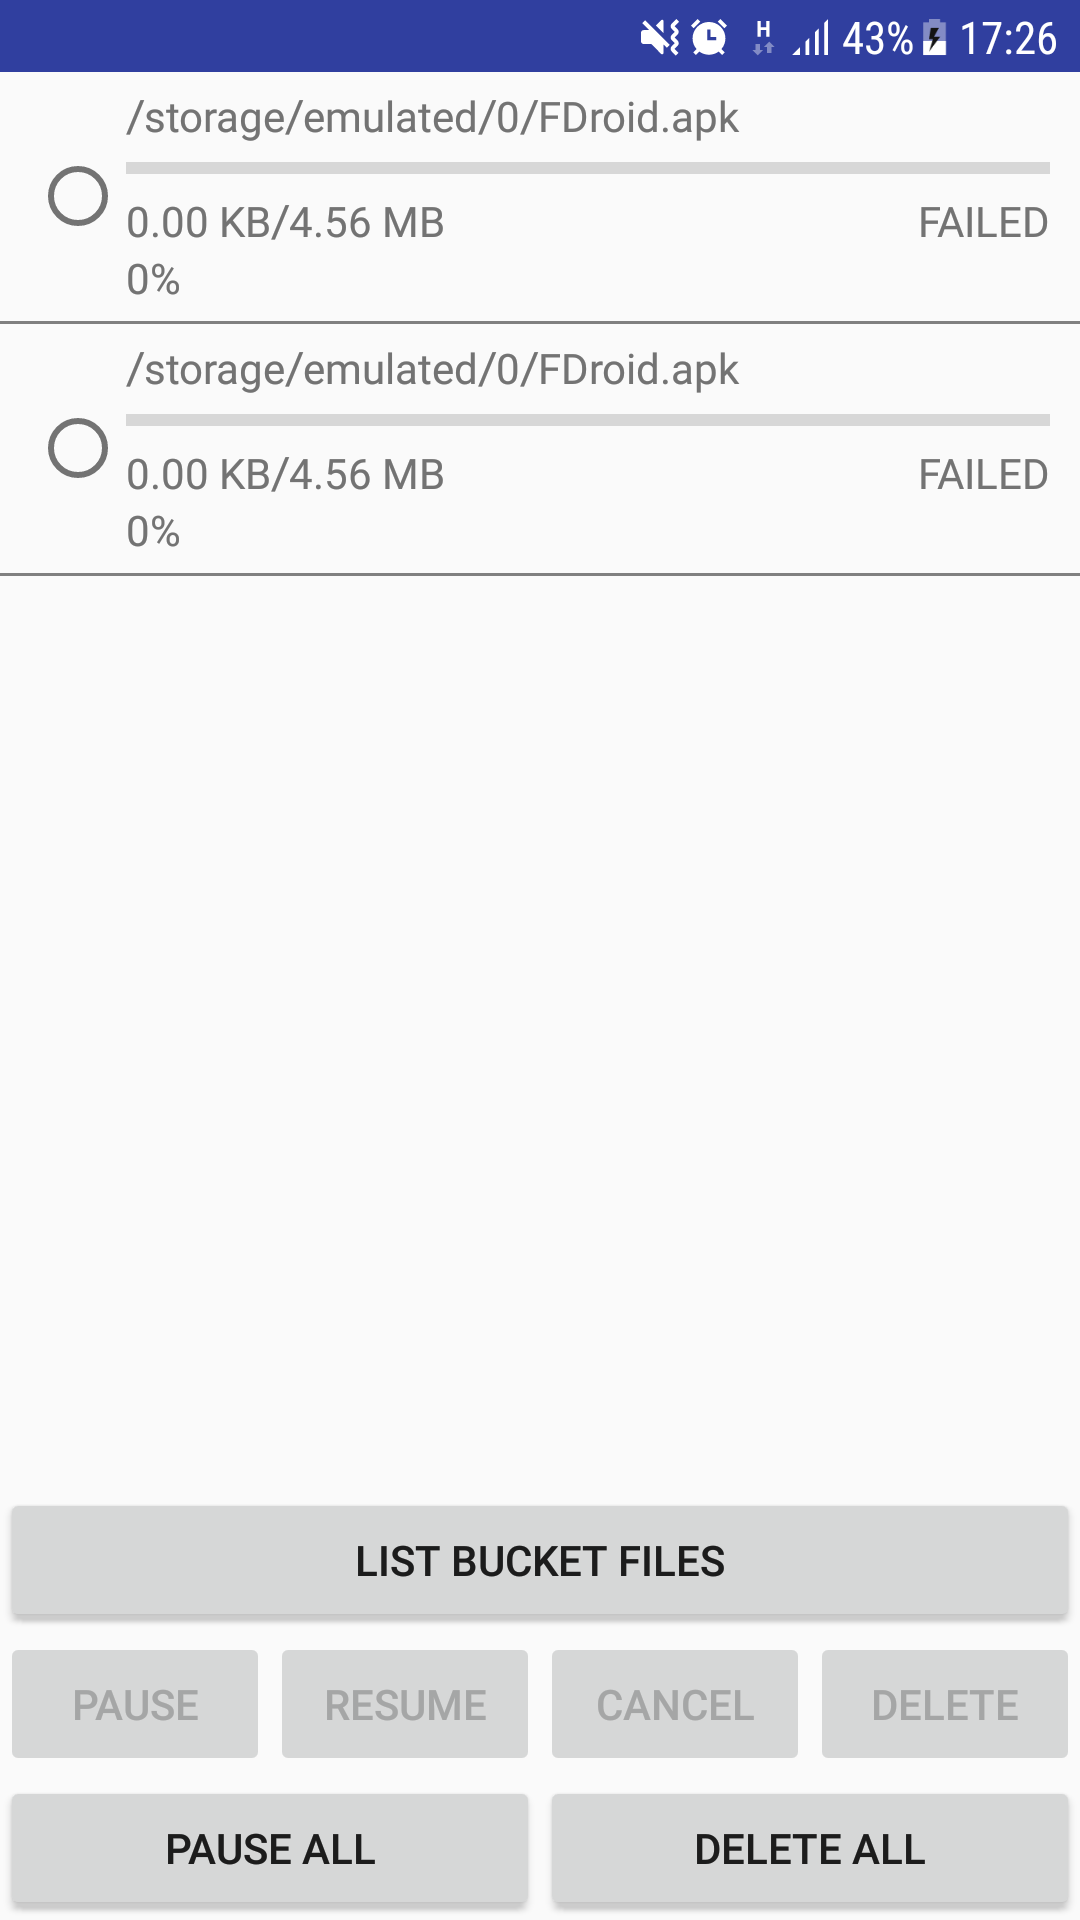 H 43% 17:26
/storage/emulated/0/FDroid.apk
0.00 KB/4.56 MB FAILED
0%
/storage/emulated/0/FDroid.apk
0.00 KB/4.56 MB FAILED
0%
LIST BUCKET FILES
PAUSE RESUME CANCEL DELETE
PAUSE ALL DELETE ALL